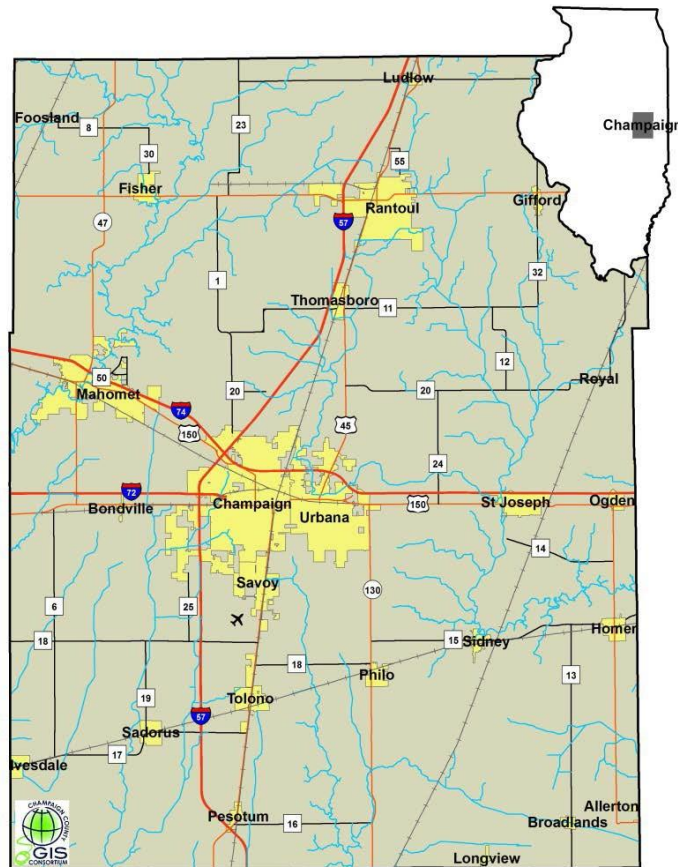 Ludlow
Foosland
8
23
Champaign
30
55
Fisher
Gifford
Rantoul
47
57
32
1
Thomasboro
11
12
50
20
20
Royal
Mahomet
74
150
45
24
72
Bondville
Champaign
150
St Joseph
Ogden
Urbana
14
Savoy
130
6
25
18
15
Sidney
Homer
18
Philo
13
19
Tolono
57
Sadorus
17
lvesdale
CHAMPAIGN COUNTY
GIS
CONSORTIUM
Pesotum
16
Allerton
Broadlands
Longview